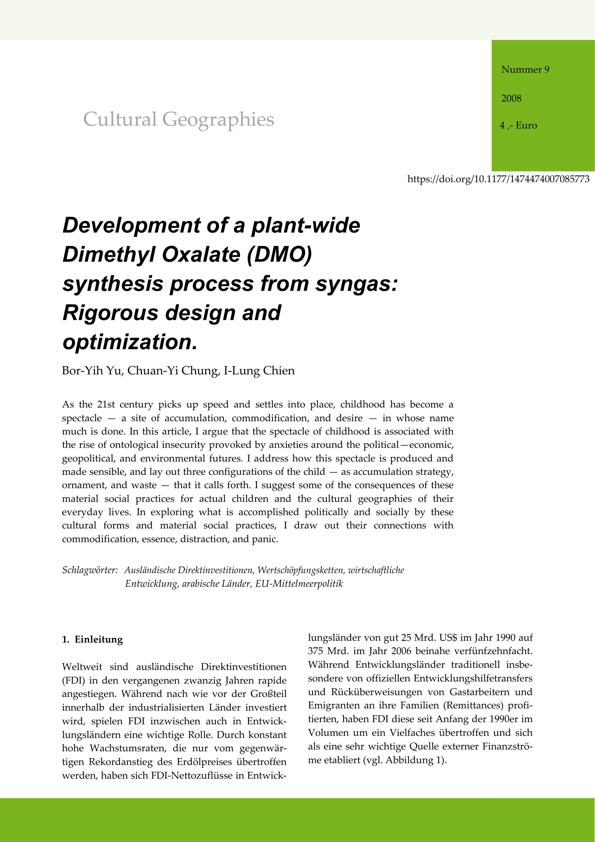 Nummer 9
2008
4 ,- Euro
Cultural Geographies
https://doi.org/10.1177/1474474007085773
Development of a plant-wide
Dimethyl Oxalate (DMO)
synthesis process from syngas:
Rigorous design and
optimization.
Bor-Yih Yu, Chuan-Yi Chung, I-Lung Chien
As the 21st century picks up speed and settles into place, childhood has become a
spectacle — a site of accumulation, commodification, and desire — in whose name
much is done. In this article, I argue that the spectacle of childhood is associated with
the rise of ontological insecurity provoked by anxieties around the political—economic,
geopolitical, and environmental futures. I address how this spectacle is produced and
made sensible, and lay out three configurations of the child — as accumulation strategy,
ornament, and waste — that it calls forth. I suggest some of the consequences of these
material social practices for actual children and the cultural geographies of their
everyday lives. In exploring what is accomplished politically and socially by these
cultural forms and material social practices, I draw out their connections with
commodification, essence, distraction, and panic.
Schlagwörter: Ausländische Direktinvestitionen, Wertschöpfungsketten, wirtschaftliche
Entwicklung, arabische Länder, EU-Mittelmeerpolitik
1. Einleitung
Weltweit sind ausländische Direktinvestitionen
(FDI) in den vergangenen zwanzig Jahren rapide
angestiegen. Während nach wie vor der Großteil
innerhalb der industrialisierten Länder investiert
wird, spielen FDI inzwischen auch in Entwick-
lungsländern eine wichtige Rolle. Durch konstant
hohe Wachstumsraten, die nur vom gegenwär-
tigen Rekordanstieg des Erdölpreises übertroffen
werden, haben sich FDI-Nettozuflüsse in Entwick-
lungsländer von gut 25 Mrd. US$ im Jahr 1990 auf
375 Mrd. im Jahr 2006 beinahe verfünfzehnfacht.
Während Entwicklungsländer traditionell insbe-
sondere von offiziellen Entwicklungshilfetransfers
und Rücküberweisungen von Gastarbeitern und
Emigranten an ihre Familien (Remittances) profi-
tierten, haben FDI diese seit Anfang der 1990er im
Volumen um ein Vielfaches übertroffen und sich
als eine sehr wichtige Quelle externer Finanzströ-
me etabliert (vgl. Abbildung 1).